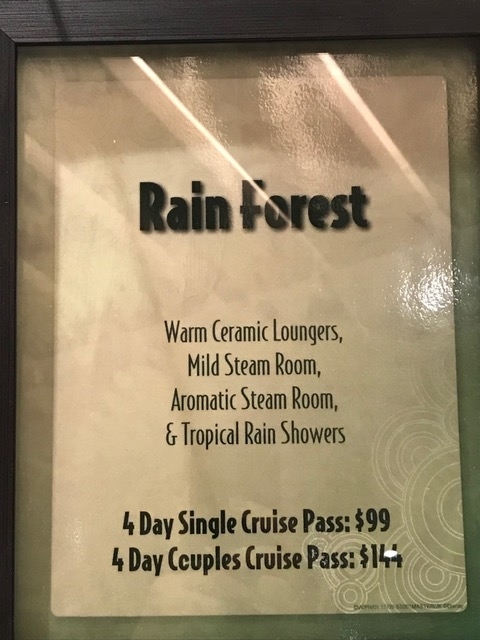 Rain Forest
Warm Ceramic Loungers,
Mild Steam Room,
Aromatic Steam Room,
& Tropical Rain Showers
4 Day Single Cruise Pass: $99
4 Day Couples Cruise Pass: $144